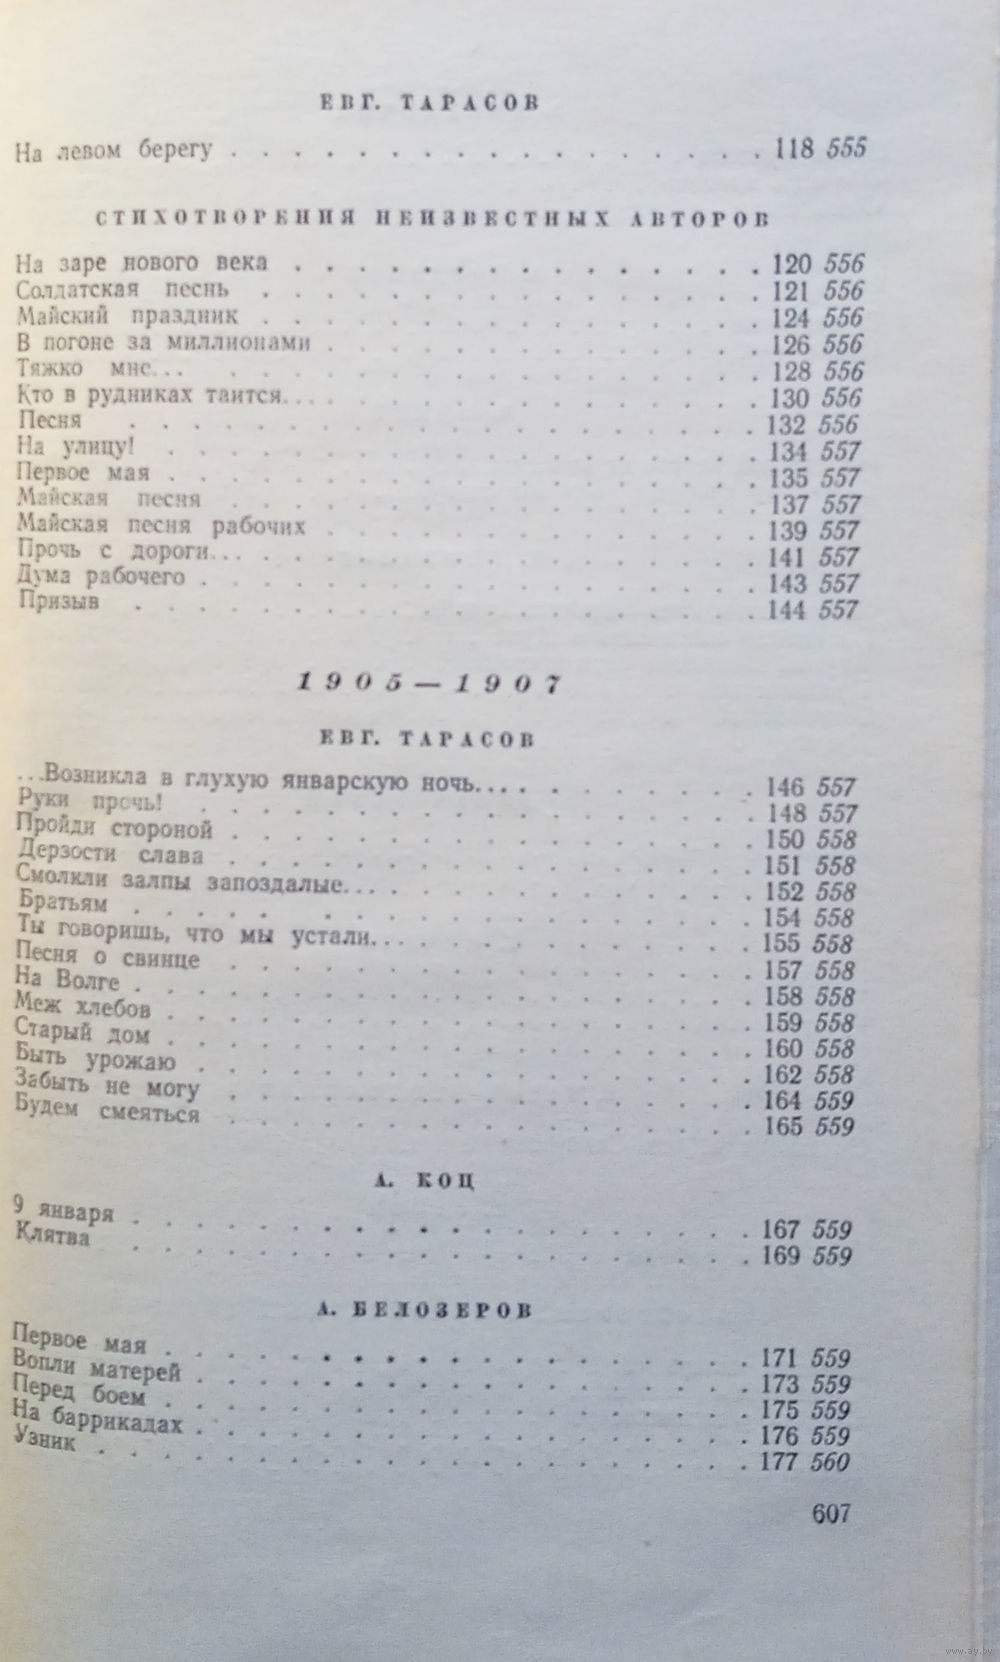 ЕВГ. ТАРАСОВ
На левом берегу . . . . . . . . . . . . . . . . . 118 555
СТИХОТВОРЕНИЯ НЕИЗВЕСТНЫХ АВТОРОВ
На заре нового века . . . . . . . . . . . . . . . 120 556
Солдатская песнь . . . . . . . . . . . . . . . . 121 556
Майский праздник . . . . . . . . . . . . . . . . 124 556
В погоне за миллионами . . . . . . . . . . . . . . 126 556
Тяжко мне... . . . . . . . . . . . . . . . . . 128 556
Кто в рудниках таится... . . . . . . . . . . . . . . 130 556
Песня . . . . . . . . . . . . . . . . . . . . 132 556
На улицу! . . . . . . . . . . . . . . . . . . . 134 557
Первое мая . . . . . . . . . . . . . . . . . . . 135 557
Майская песня . . . . . . . . . . . . . . . . . 137 557
Майская песня рабочих . . . . . . . . . . . . . . 139 557
Прочь с дороги... . . . . . . . . . . . . . . . . 141 557
Дума рабочего . . . . . . . . . . . . . . . . . . 143 557
Призыв . . . . . . . . . . . . . . . . . . . . 144 557
1905—1907
ЕВГ. ТАРАСОВ
...Возникла в глухую январскую ночь... . . . . . . . . 146 557
Руки прочь! . . . . . . . . . . . . . . . . . . 148 557
Пройди стороной . . . . . . . . . . . . . . . . . 150 558
Дерзости слава . . . . . . . . . . . . . . . . . 151 558
Смолкли залпы запоздалые... . . . . . . . . . . . . 152 558
Братьям . . . . . . . . . . . . . . . . . . . 154 558
Ты говоришь, что мы устали... . . . . . . . . . . . 155 558
Песня о свинце . . . . . . . . . . . . . . . . . 157 558
На Волге . . . . . . . . . . . . . . . . . . . . 158 558
Меж хлебов . . . . . . . . . . . . . . . . . . . 159 558
Старый дом . . . . . . . . . . . . . . . . . . . 160 558
Быть урожаю . . . . . . . . . . . . . . . . . . 162 558
Забыть не могу . . . . . . . . . . . . . . . . . 164 559
Будем смеяться . . . . . . . . . . . . . . . . . 165 559
А. КОЦ
9 января . . . . . . . . . . . . . . . . . . . . 167 559
Клятва . . . . . . . . . . . . . . . . . . . . 169 559
А. БЕЛОЗЕРОВ
Первое мая . . . . . . . . . . . . . . . . . . . 171 559
Вопли матерей . . . . . . . . . . . . . . . . . . 173 559
Перед боем . . . . . . . . . . . . . . . . . . . 175 559
На баррикадах . . . . . . . . . . . . . . . . . . 176 559
Узник . . . . . . . . . . . . . . . . . . . . . 177 560
607
www.ay.by